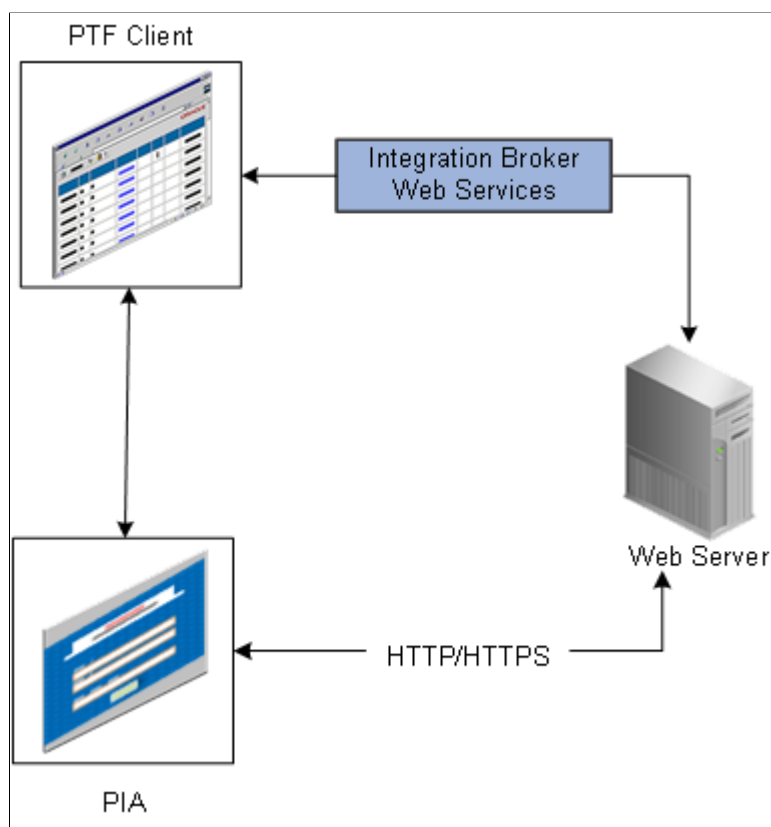 PTF Client
Integration Broker
Web Services
Web Server
HTTP/HTTPS
PIA